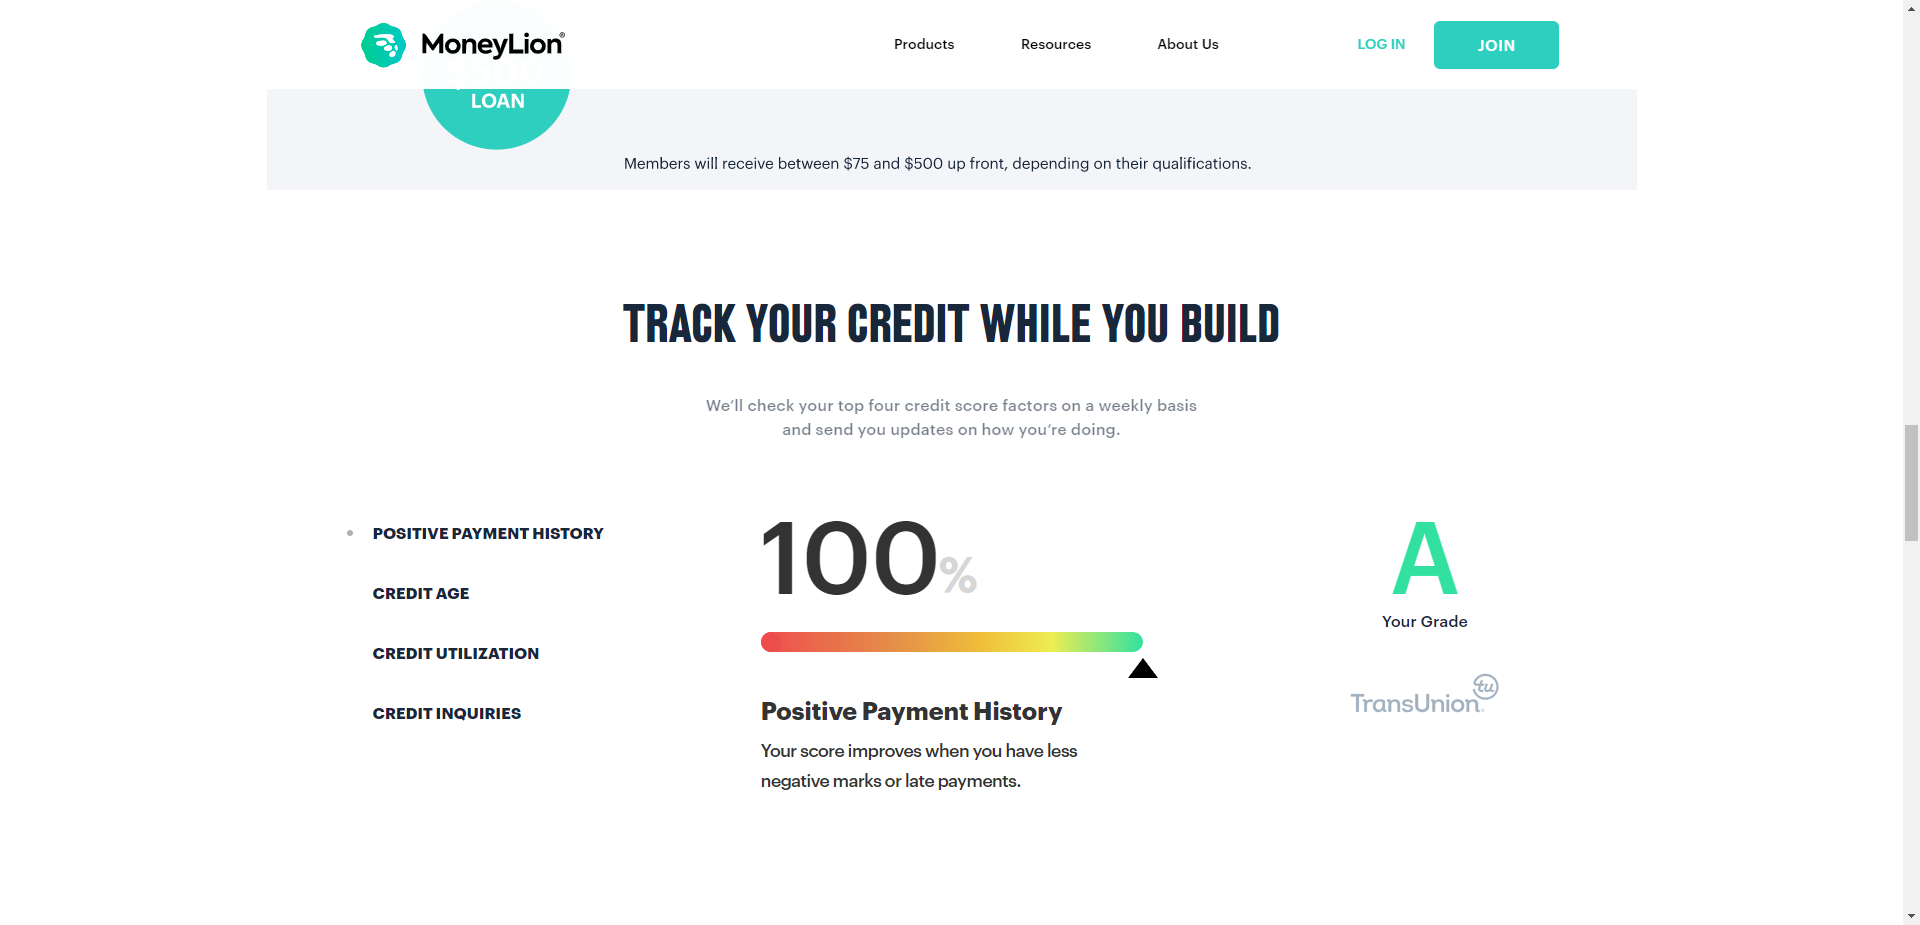 MoneyLion®
Products
Resources
About Us
LOG IN
JOIN
LOAN
Members will receive between $75 and $500 up front, depending on their qualifications.
TRACK YOUR CREDIT WHILE YOU BUILD
We'll check your top four credit score factors on a weekly basis
and send you updates on how you're doing.
POSITIVE PAYMENT HISTORY
CREDIT AGE
CREDIT UTILIZATION
CREDIT INQUIRIES
100%
Positive Payment History
Your score improves when you have less
negative marks or late payments.
A
Your Grade
TransUnion
tu